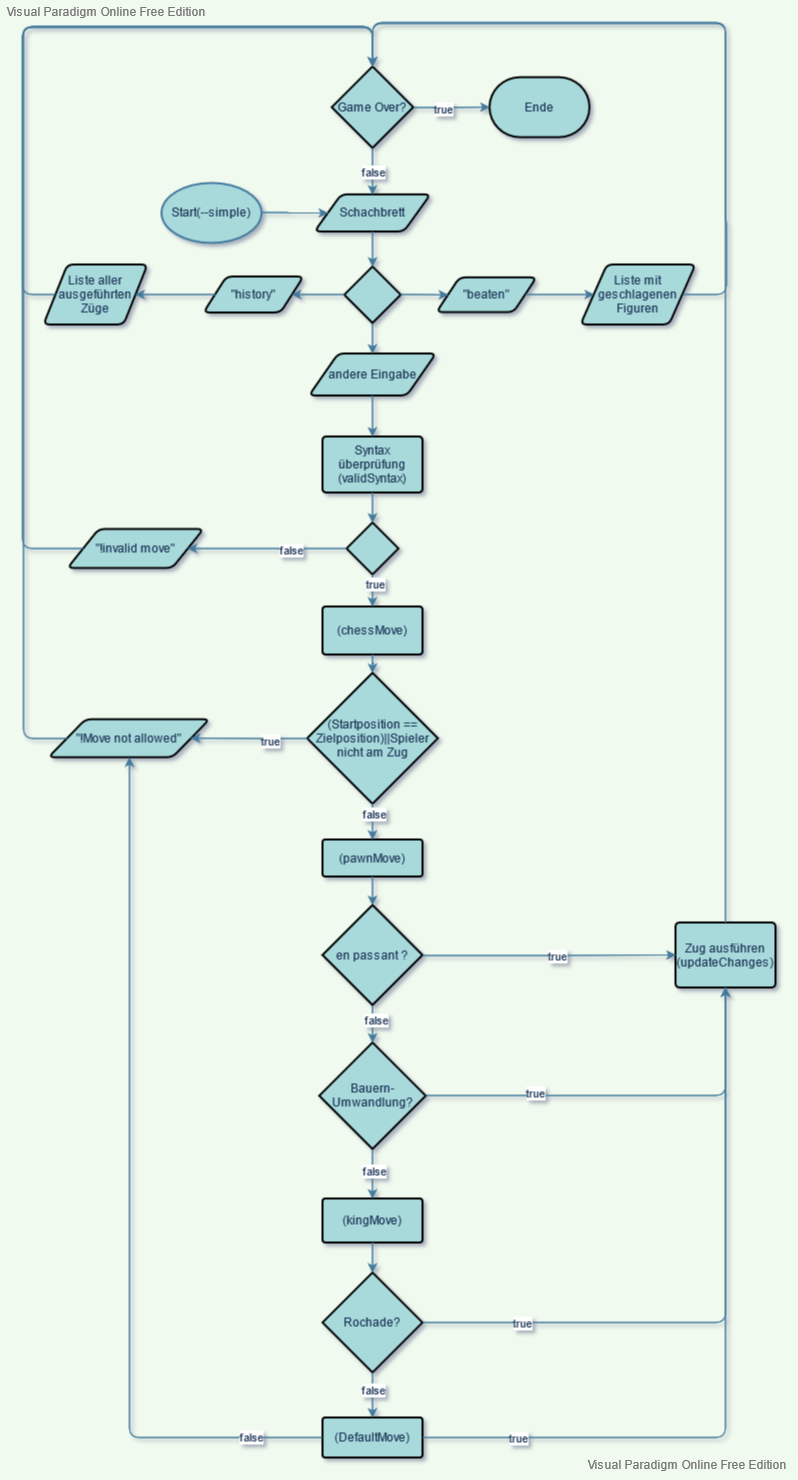 Visual Paradigm Online Free Edition
Game Over?
true
Ende
false
Start(--simple)
Schachbrett
Liste aller
ausgeführten
Züge
"history"
"beaten"
Liste mit
geschlagenen
Figuren
andere Eingabe
Syntax
überprüfung
(validSyntax)
"!invalid move"
false
true
(chessMove)
(Startposition ==
Zielposition)||Spieler
nicht am Zug
"!Move not allowed"
true
false
(pawnMove)
en passant ?
true
Zug ausführen
(updateChanges)
false
Bauern-
Umwandlung?
true
false
(kingMove)
Rochade?
true
false
(DefaultMove)
false
true
Visual Paradigm Online Free Edition